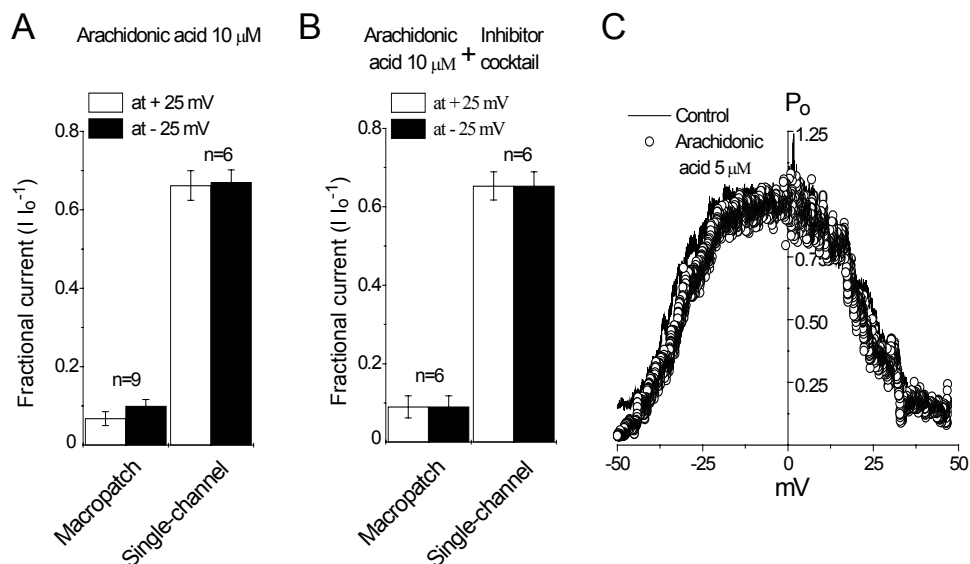 A
Arachidonic acid 10 μM
at + 25 mV
at - 25 mV
Fractional current (I I₀⁻¹)
0.8
0.6
0.4
0.2
0
n=9
n=6
Macropatch
Single-channel
B
Arachidonic acid 10 μM + Inhibitor cocktail
at + 25 mV
at - 25 mV
Fractional current (I I₀⁻¹)
0.8
0.6
0.4
0.2
0
n=6
n=6
Macropatch
Single-channel
C
Control
Arachidonic
acid 5 μM
Pₒ
1.25
0.75
0.50
0.25
-50
-25
0
25
50
mV